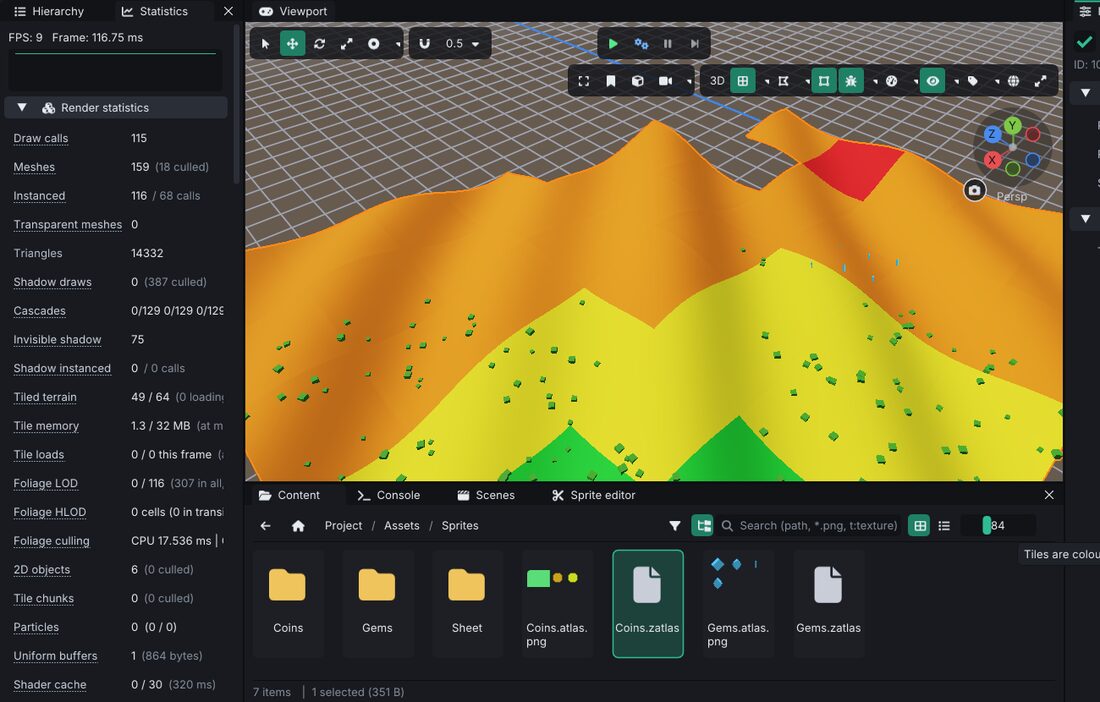 Hierarchy
Statistics
Viewport
FPS: 9 Frame: 116.75 ms
0.5
Render statistics
3D
Draw calls 115
Meshes 159 (18 culled)
Instanced 116 / 68 calls
Transparent meshes 0
Triangles 14332
Shadow draws 0 (387 culled)
Cascades 0/129 0/129 0/129
Invisible shadow 75
Shadow instanced 0 / 0 calls
Tiled terrain 49 / 64 (0 loading
Tile memory 1.3 / 32 MB (at m
Tile loads 0 / 0 this frame (
Foliage LOD 0 / 116 (307 in all,
Foliage HLOD 0 cells (0 in transi
Foliage culling CPU 17.536 ms |
2D objects 6 (0 culled)
Tile chunks 0 (0 culled)
Particles 0 (0 / 0)
Uniform buffers 1 (864 bytes)
Shader cache 0 / 30 (320 ms)
Y
Z
X
Persp
ID: 10
Content
Console
Scenes
Sprite editor
Project / Assets / Sprites
Search (path, *.png, t:texture)
84
Tiles are colou
Coins
Gems
Sheet
Coins.atlas.
png
Coins.zatlas
Gems.atlas.
png
Gems.zatlas
7 items | 1 selected (351 B)